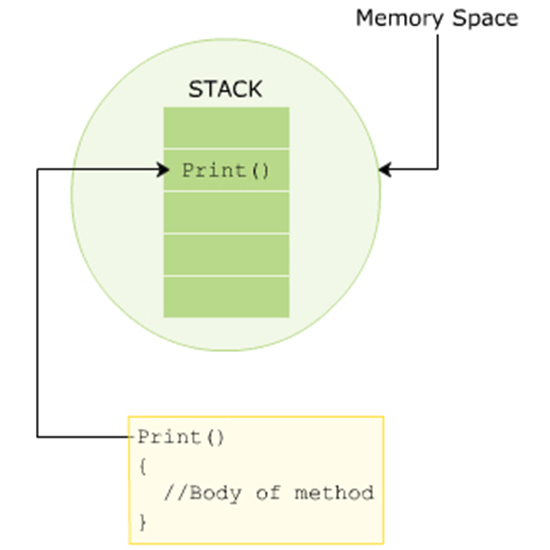 Memory Space
STACK
Print()
Print()
{
//Body of method
}